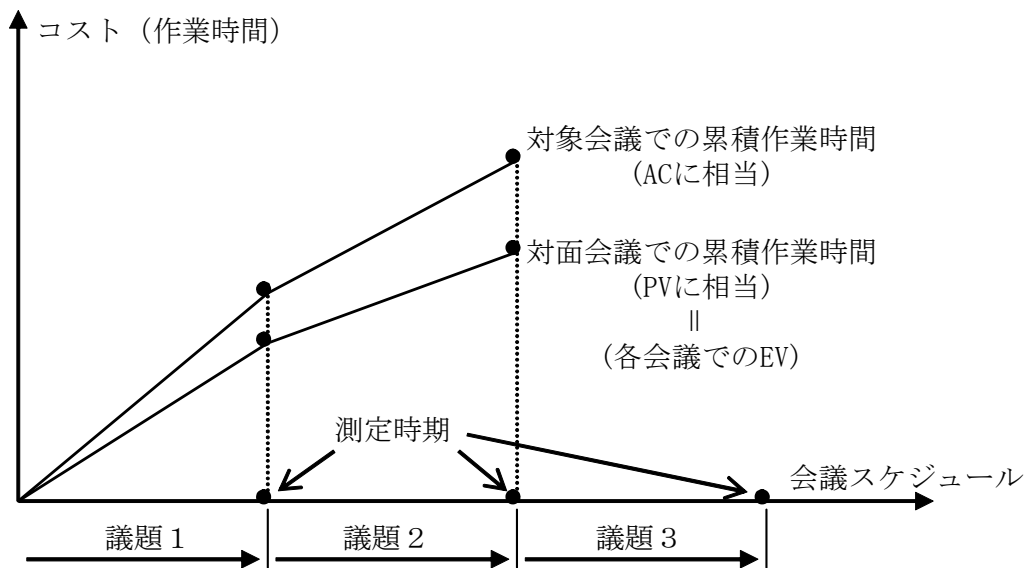 コスト（作業時間）
対象会議での累積作業時間
（ACに相当）
対面会議での累積作業時間
（PVに相当）
＝
（各会議でのEV）
測定時期
会議スケジュール
議題１
議題２
議題３